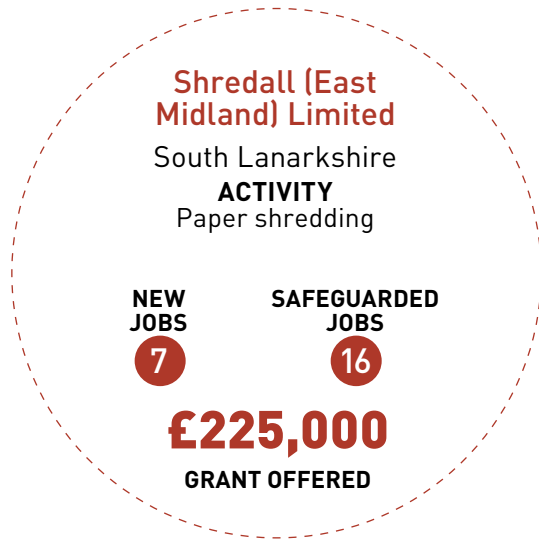 Shredall (East
Midland) Limited
South Lanarkshire
ACTIVITY
Paper shredding
NEW SAFEGUARDED
JOBS JOBS
7 16
£225,000
GRANT OFFERED